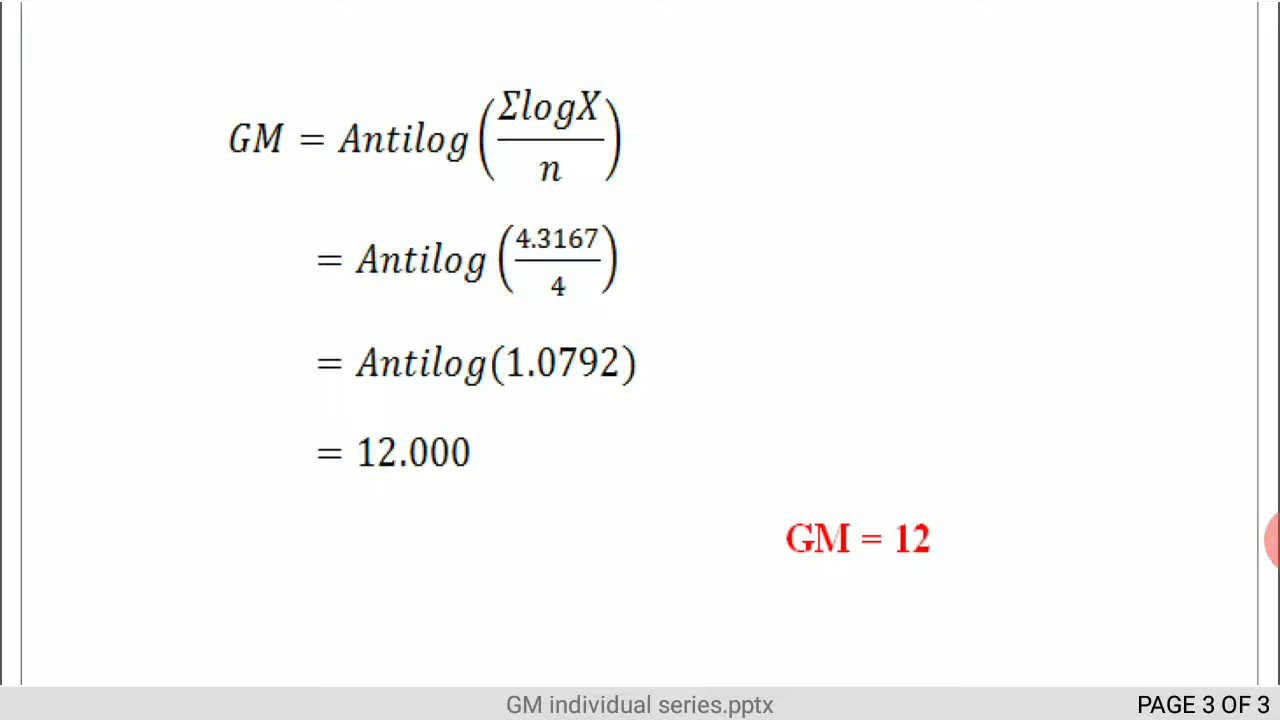 GM = Antilog(ΣlogX/n)
= Antilog(4.3167/4)
= Antilog(1.0792)
= 12.000
GM = 12
GM individual series.pptx
PAGE 3 OF 3